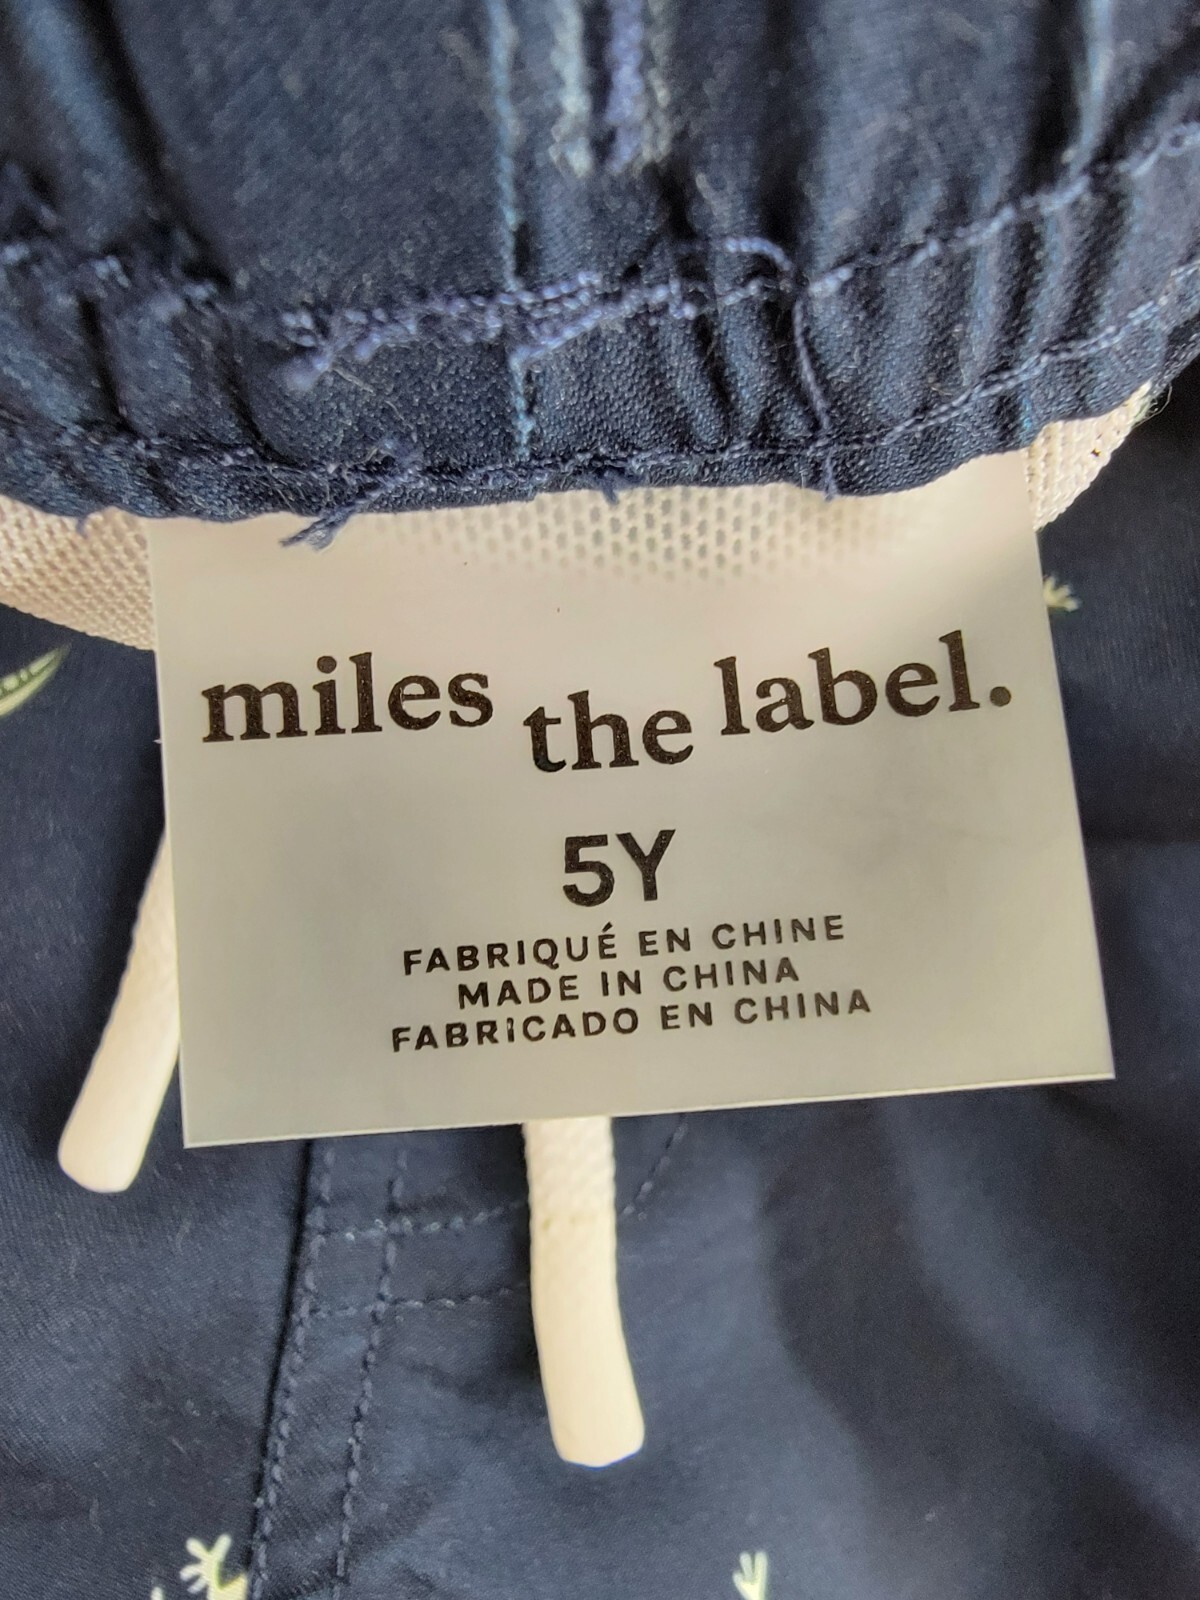 miles the label.
5Y
FABRIQUÉ EN CHINE
MADE IN CHINA
FABRICADO EN CHINA